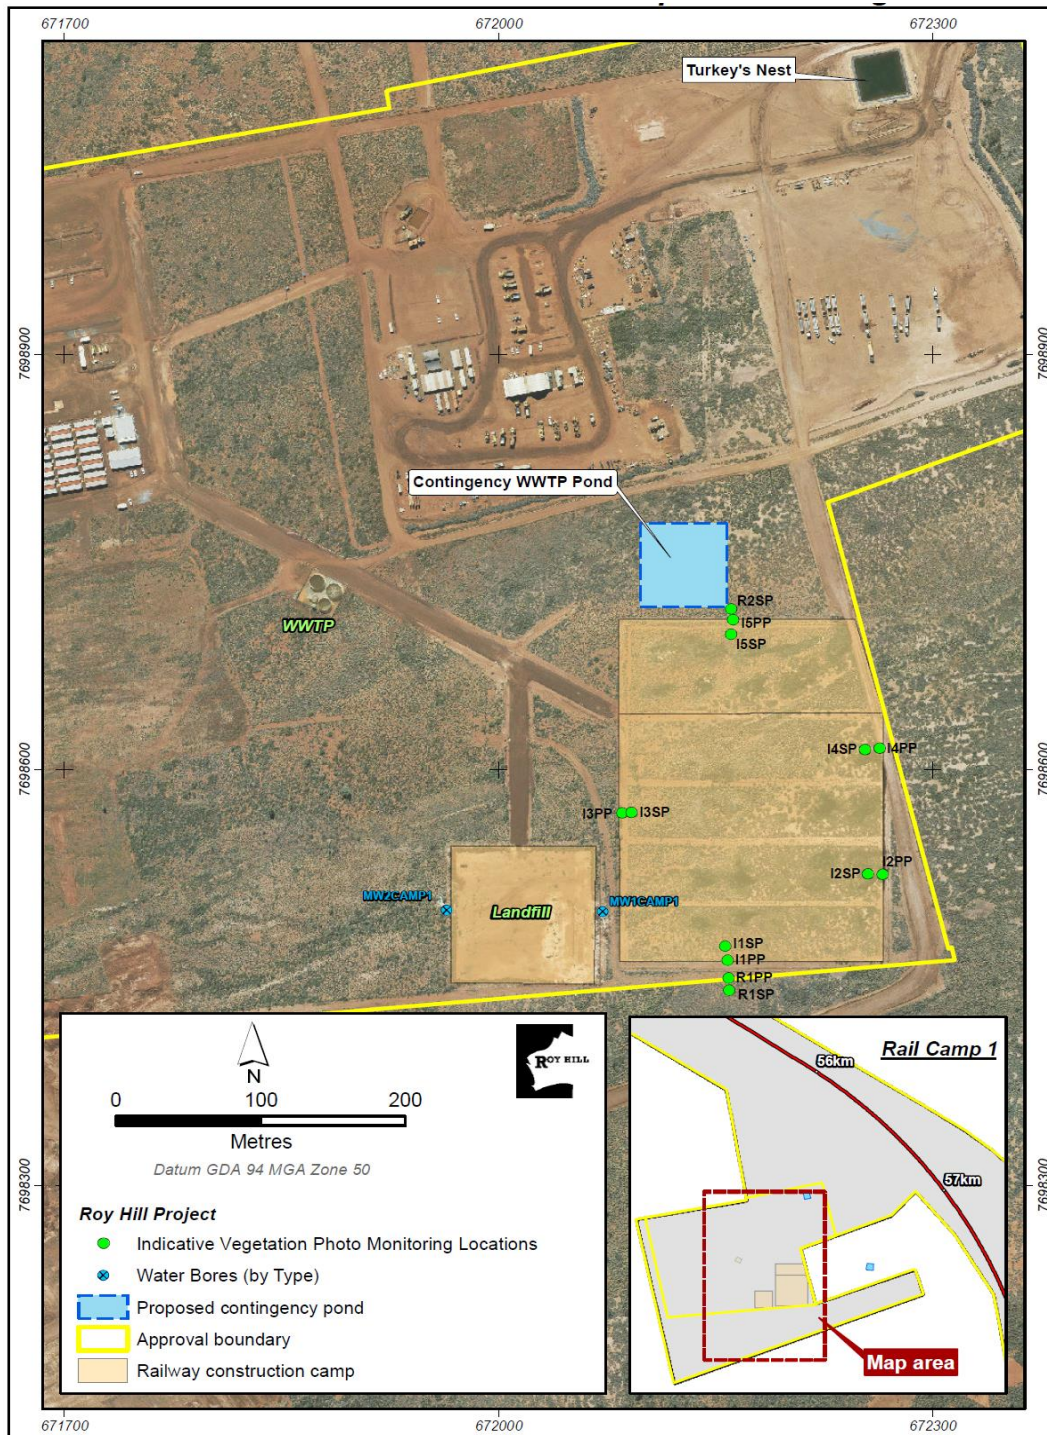 671700
672000
672300
Turkey's Nest
7698900
7698900
Contingency WWTP Pond
R2SP
I5PP
I5SP
WWTP
I4SP
I4PP
7698600
7698600
I3PP
I3SP
I2PP
I2SP
MW2CAMP1
MW1CAMP1
Landfill
I1SP
I1PP
R1PP
R1SP
N
0 100 200
Metres
Datum GDA 94 MGA Zone 50
ROY HILL
Roy Hill Project
Indicative Vegetation Photo Monitoring Locations
Water Bores (by Type)
Proposed contingency pond
Approval boundary
Railway construction camp
Rail Camp 1
56km
57km
Map area
7698300
7698300
671700
672000
672300